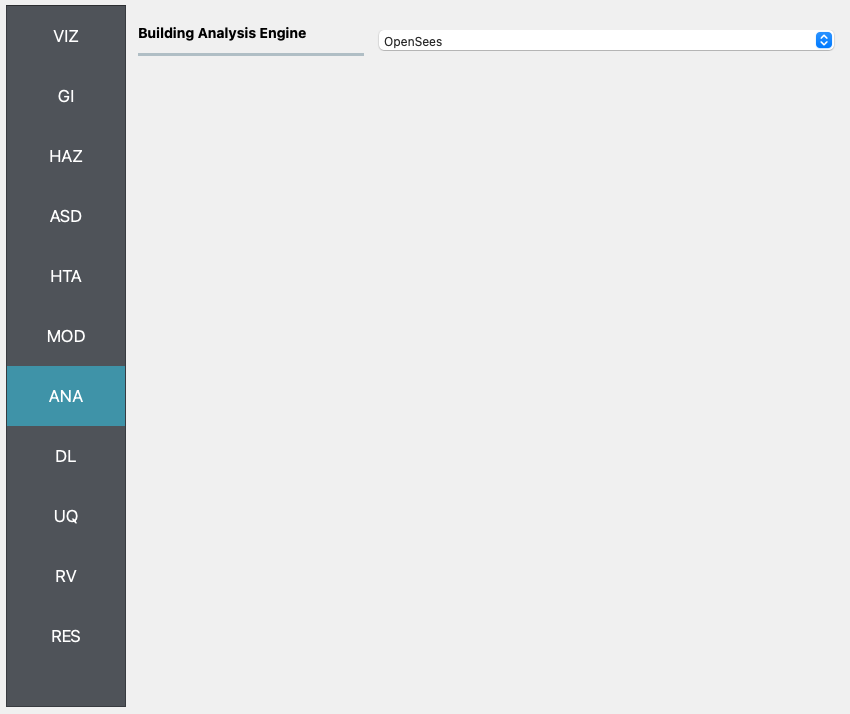 VIZ
GI
HAZ
ASD
HTA
MOD
ANA
DL
UQ
RV
RES
Building Analysis Engine
OpenSees